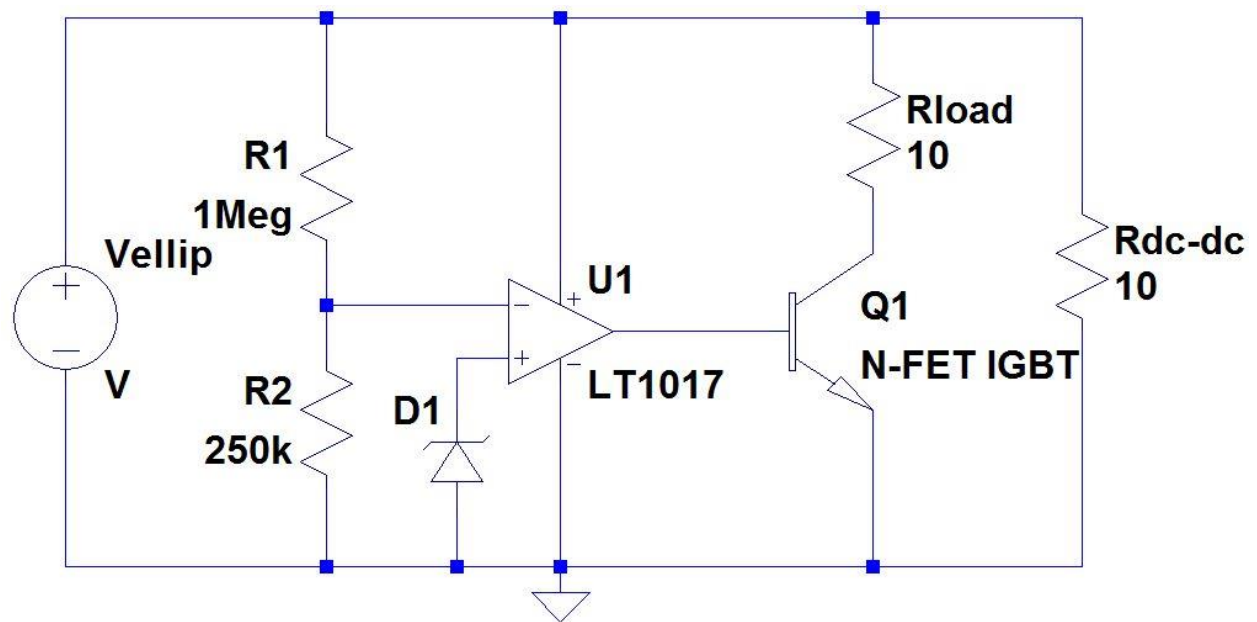 R1
1Meg
Vellip
+
−
V
R2
250k
D1
−
+
+
−
U1
LT1017
Rload
10
Q1
N-FET IGBT
Rdc-dc
10